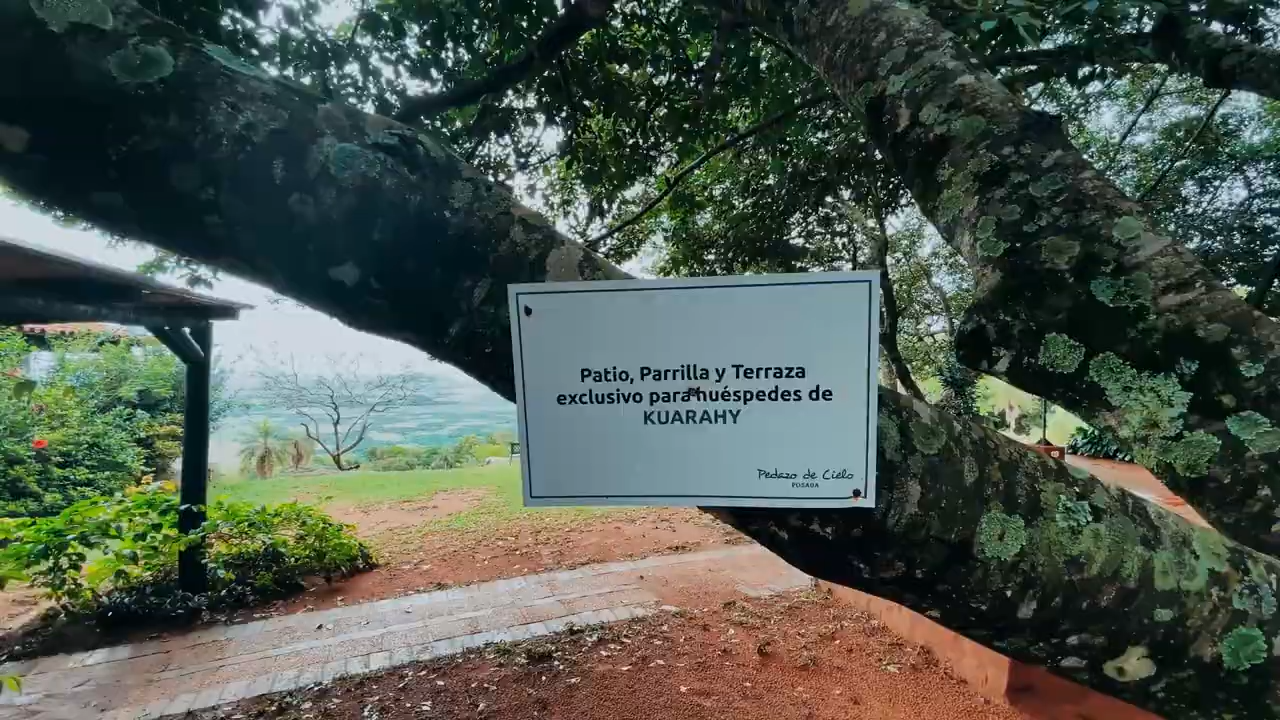 Patio, Parrilla y Terraza
exclusivo para huéspedes de
KUARAHY
Pedazo de Cielo
POSADA